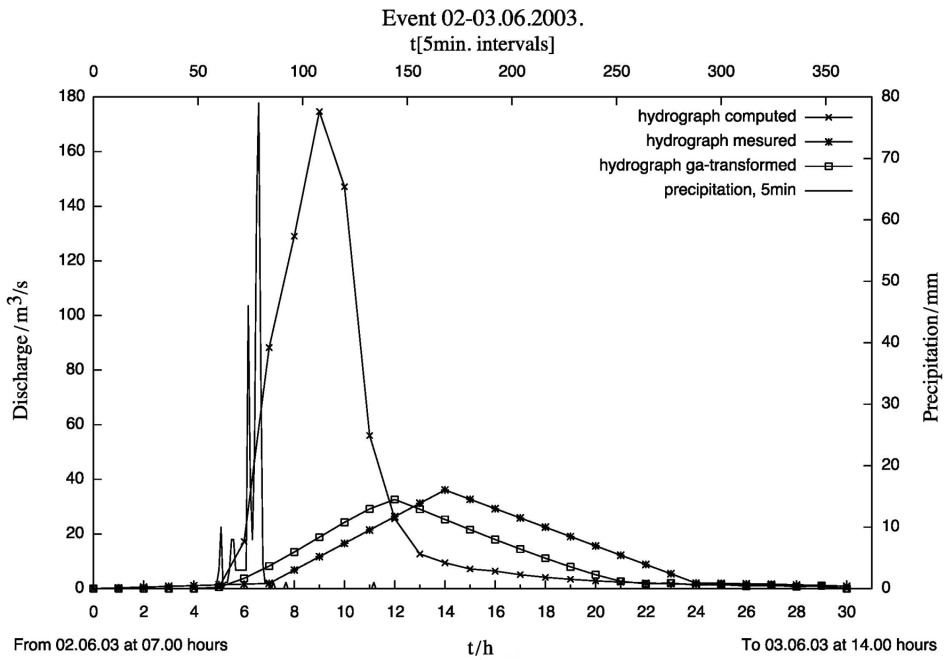 Event 02-03.06.2003.
t[5min. intervals]
0 50 100 150 200 250 300 350
180 80
hydrograph computed
hydrograph mesured
160
70
hydrograph ga-transformed
precipitation, 5min
140
60
120
50
100
40
80
30
60
20
40
10
20
0 0
Discharge/m³/s
Precipitation/mm
0 2 4 6 8 10 12 14 16 18 20 22 24 26 28 30
From 02.06.03 at 07.00 hours t/h To 03.06.03 at 14.00 hours